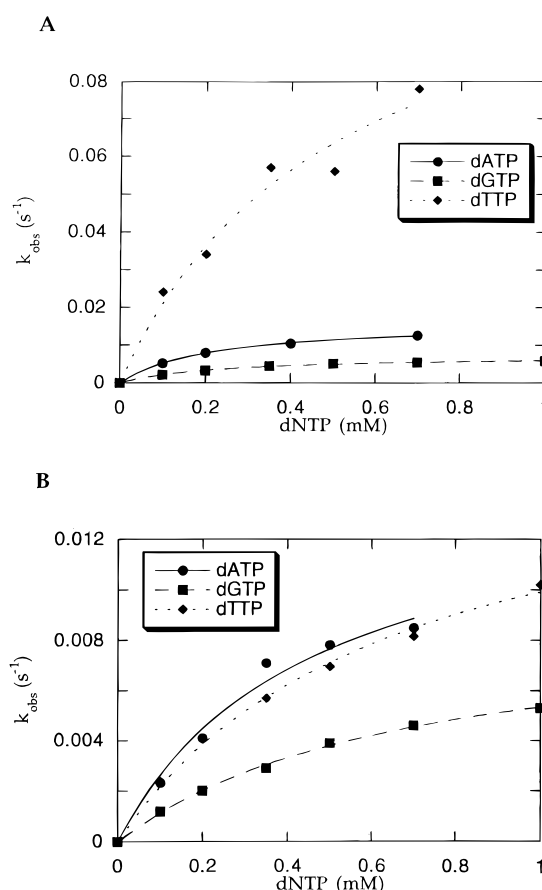 A
0.08
0.06
0.04
0.02
0
k obs (s-1)
dATP
dGTP
dTTP
0 0.2 0.4 0.6 0.8 1
dNTP (mM)
B
0.012
0.008
0.004
0
k obs (s-1)
dATP
dGTP
dTTP
0 0.2 0.4 0.6 0.8 1
dNTP (mM)